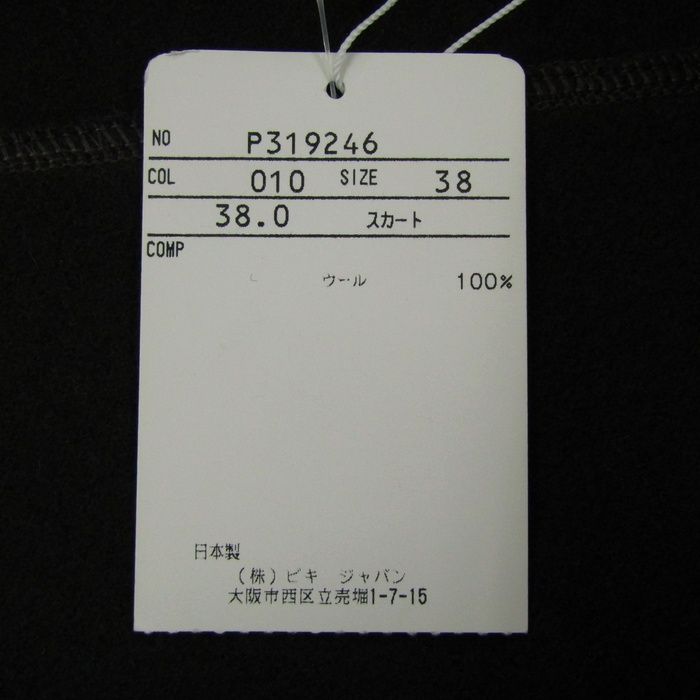 NO P319246
COL 010 SIZE 38
38.0 スカート
COMP
ウール 100%
日本製
(株)ビキ ジャパン
大阪市西区立売堀1-7-15